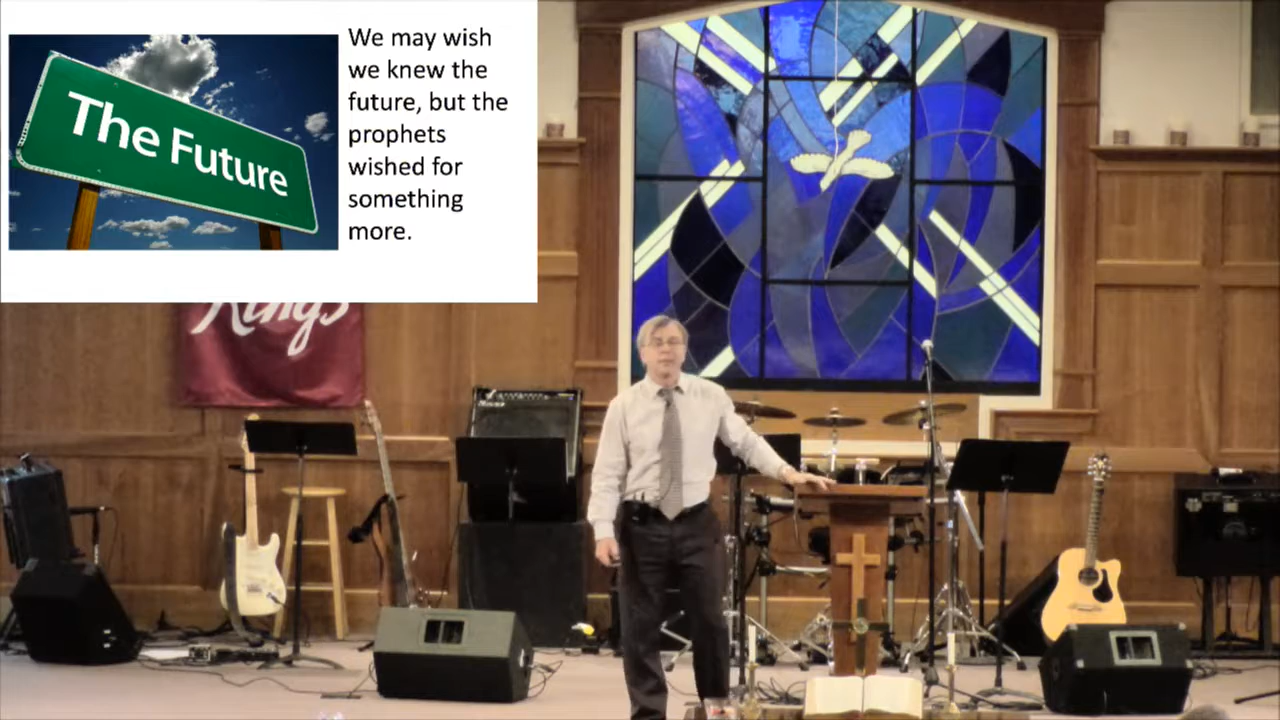 The Future
We may wish
we knew the
future, but the
prophets
wished for
something
more.
Kings